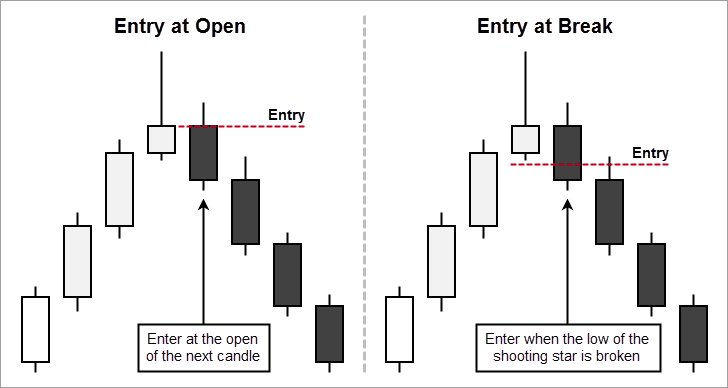 Entry at Open
Entry
Enter at the open
of the next candle
Entry at Break
Entry
Enter when the low of the
shooting star is broken